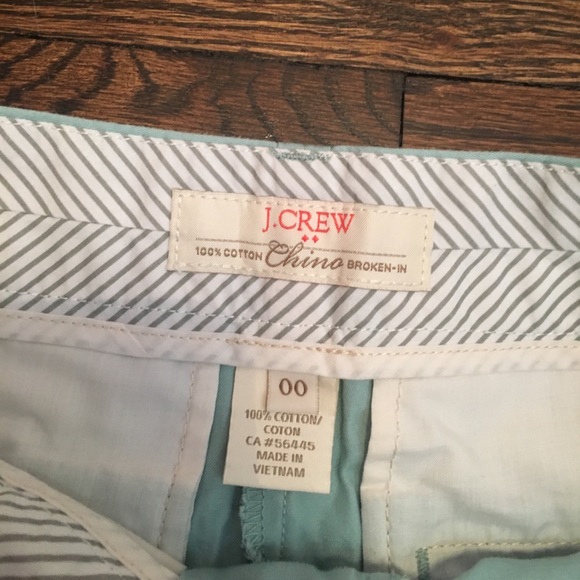 J.CREW
100% COTTON Chino BROKEN-IN
00
100% COTTON/
COTON
CA #56445
MADE IN
VIETNAM